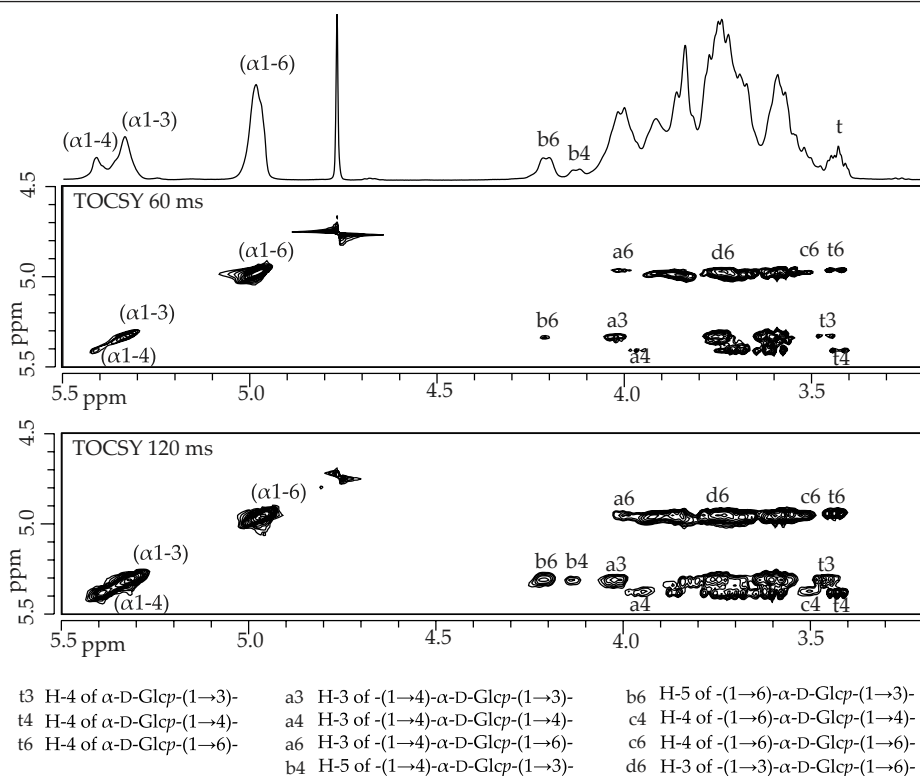 (α1-4) (α1-3) (α1-6) b6 b4 t
4.5 5.0 5.5 ppm
TOCSY 60 ms
(α1-6) a6 d6 c6 t6
(α1-3) b6 a3 t3
(α1-4) a4 t4
5.5 ppm 5.0 4.5 4.0 3.5
4.5 5.0 5.5 ppm
TOCSY 120 ms
(α1-6) a6 d6 c6 t6
(α1-3) b6 b4 a3 t3
(α1-4) a4 c4 t4
5.5 ppm 5.0 4.5 4.0 3.5
t3 H-4 of α-D-Glcp-(1→3)-
t4 H-4 of α-D-Glcp-(1→4)-
t6 H-4 of α-D-Glcp-(1→6)-
a3 H-3 of -(1→4)-α-D-Glcp-(1→3)-
a4 H-3 of -(1→4)-α-D-Glcp-(1→4)-
a6 H-3 of -(1→4)-α-D-Glcp-(1→6)-
b4 H-5 of -(1→4)-α-D-Glcp-(1→3)-
b6 H-5 of -(1→6)-α-D-Glcp-(1→3)-
c4 H-4 of -(1→6)-α-D-Glcp-(1→4)-
c6 H-4 of -(1→6)-α-D-Glcp-(1→6)-
d6 H-3 of -(1→3)-α-D-Glcp-(1→6)-